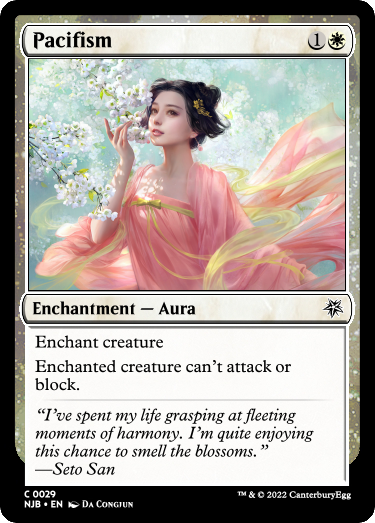 Pacifism 1
Enchantment — Aura
Enchant creature
Enchanted creature can't attack or
block.
“I've spent my life grasping at fleeting
moments of harmony. I'm quite enjoying
this chance to smell the blossoms.”
—Seto San
C 0029
NJB • EN Da Congjun
™ & © 2022 CanterburyEgg